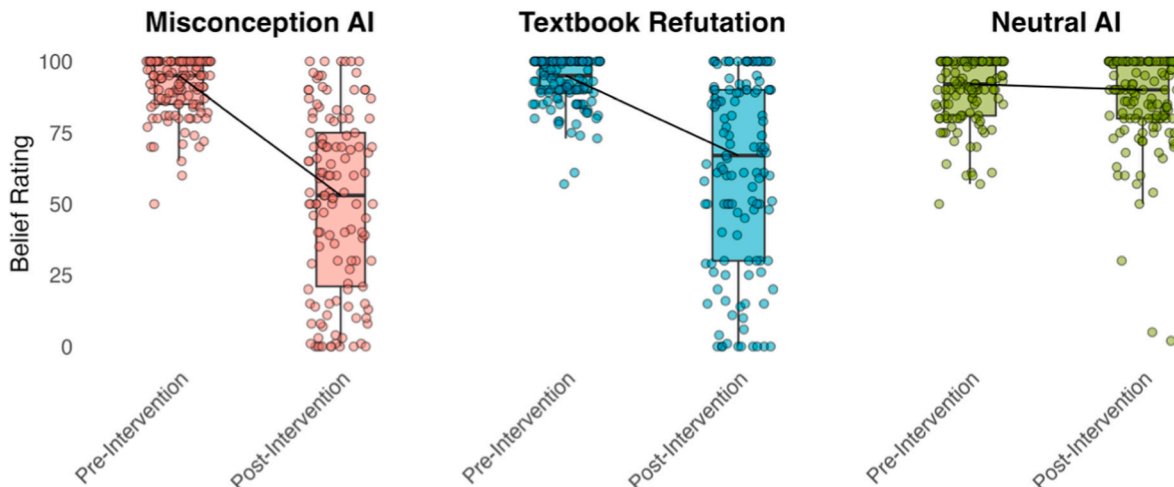 Misconception AI
Textbook Refutation
Neutral AI
Belief Rating
100
75
50
25
0
Pre-Intervention
Post-Intervention
Pre-Intervention
Post-Intervention
Pre-Intervention
Post-Intervention